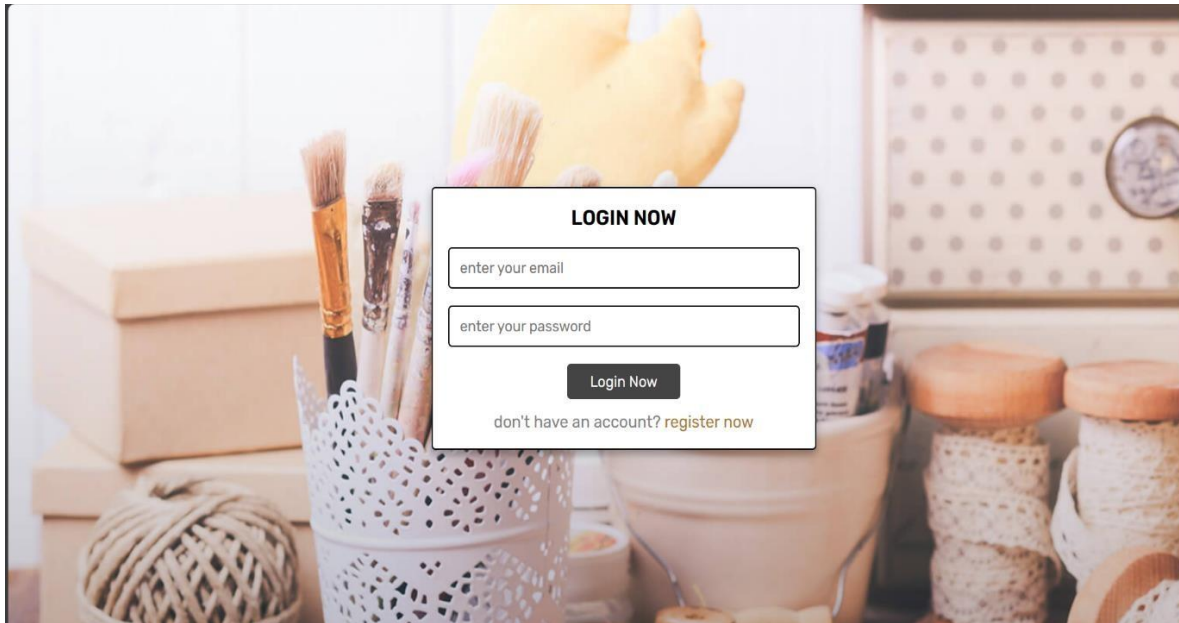 LOGIN NOW
enter your email
enter your password
Login Now
don't have an account? register now